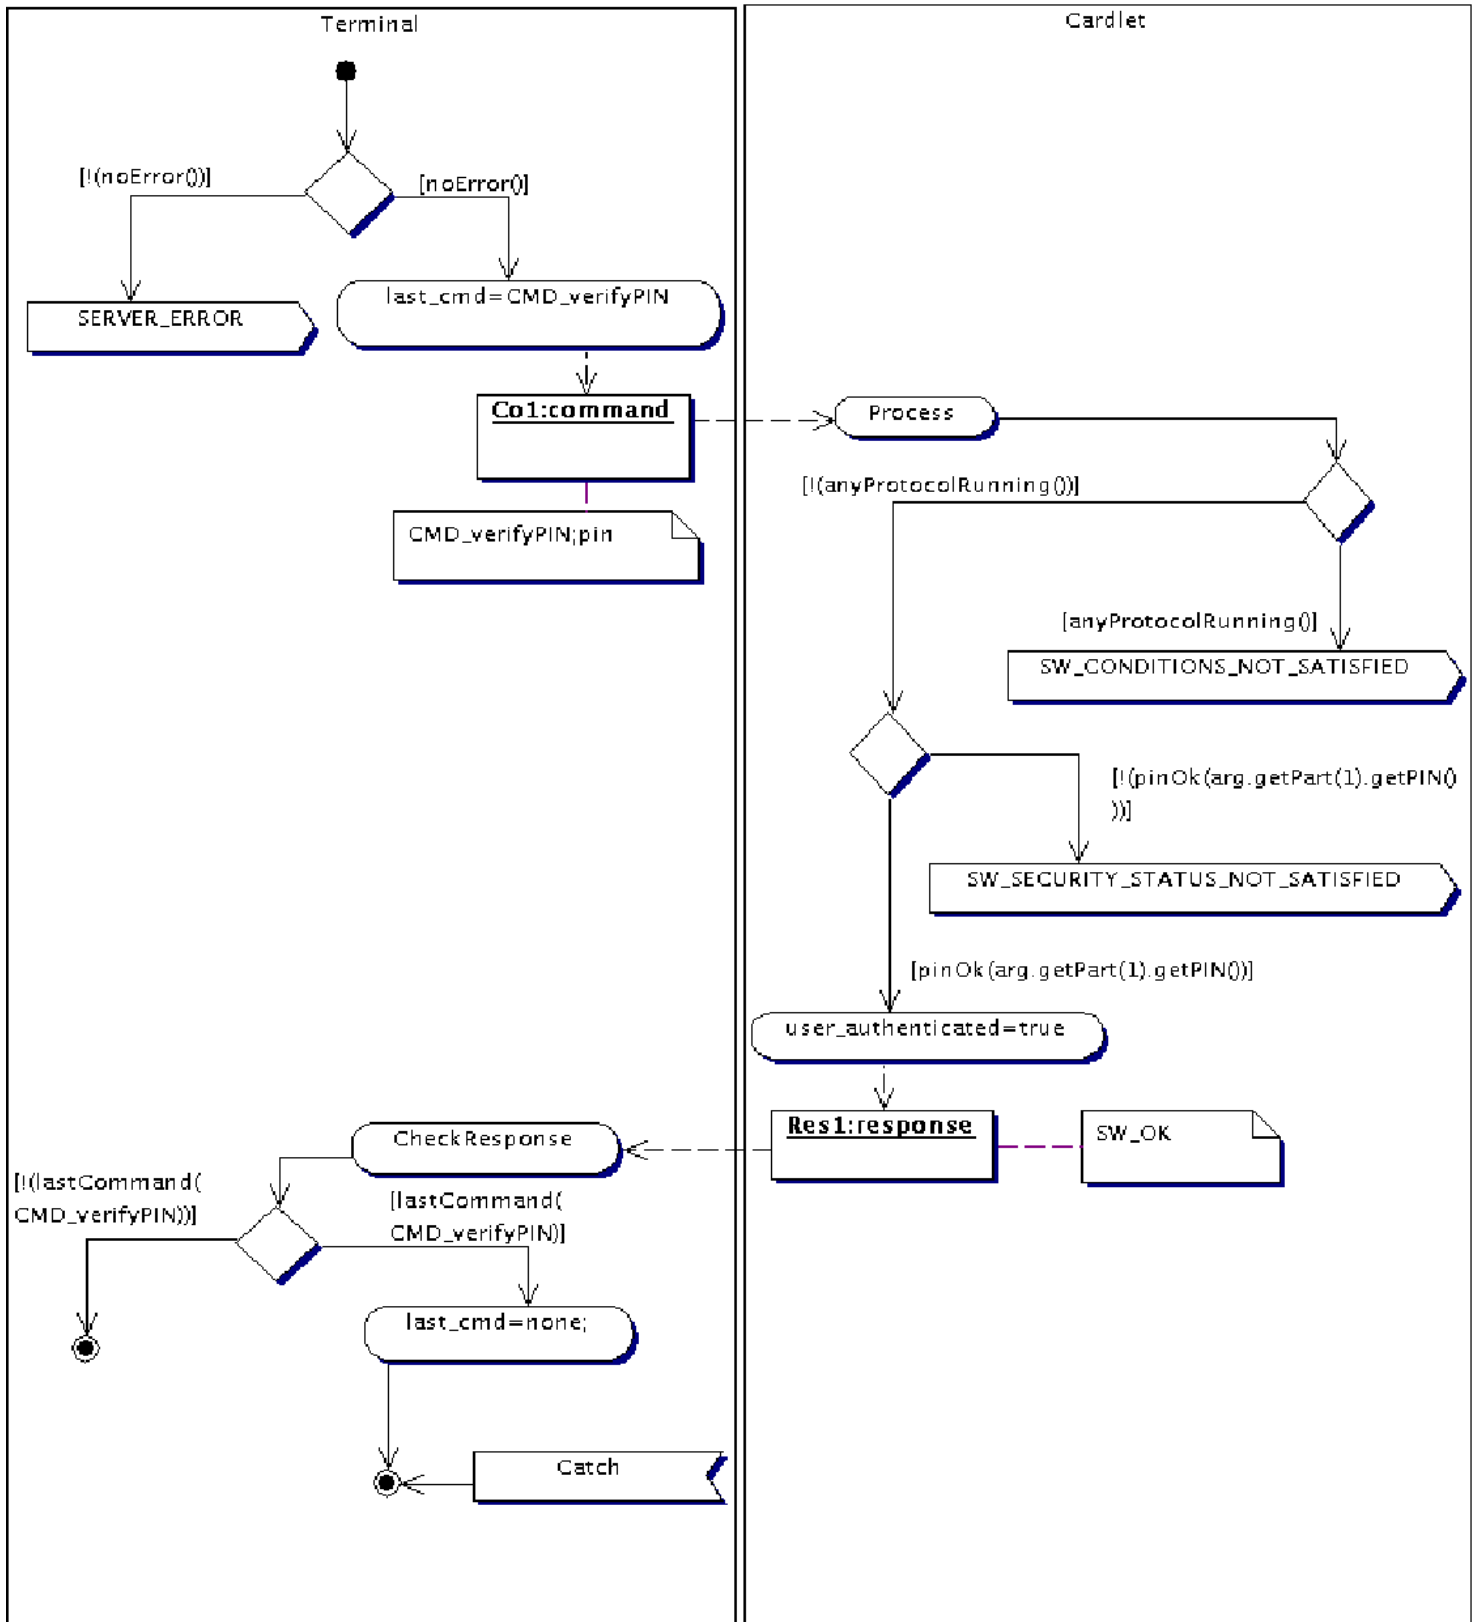 Terminal
Cardlet
[!(noError())]
[noError()]
SERVER_ERROR
last_cmd=CMD_verifyPIN
Co1:command
Process
CMD_verifyPIN;pin
[!(anyProtocolRunning())]
[anyProtocolRunning()]
SW_CONDITIONS_NOT_SATISFIED
[!(pinOk(arg.getPart(1).getPIN()
))]
SW_SECURITY_STATUS_NOT_SATISFIED
[pinOk(arg.getPart(1).getPIN())]
user_authenticated=true
Res1:response
SW_OK
CheckResponse
[!(lastCommand(
CMD_verifyPIN))]
[lastCommand(
CMD_verifyPIN)]
last_cmd=none;
Catch